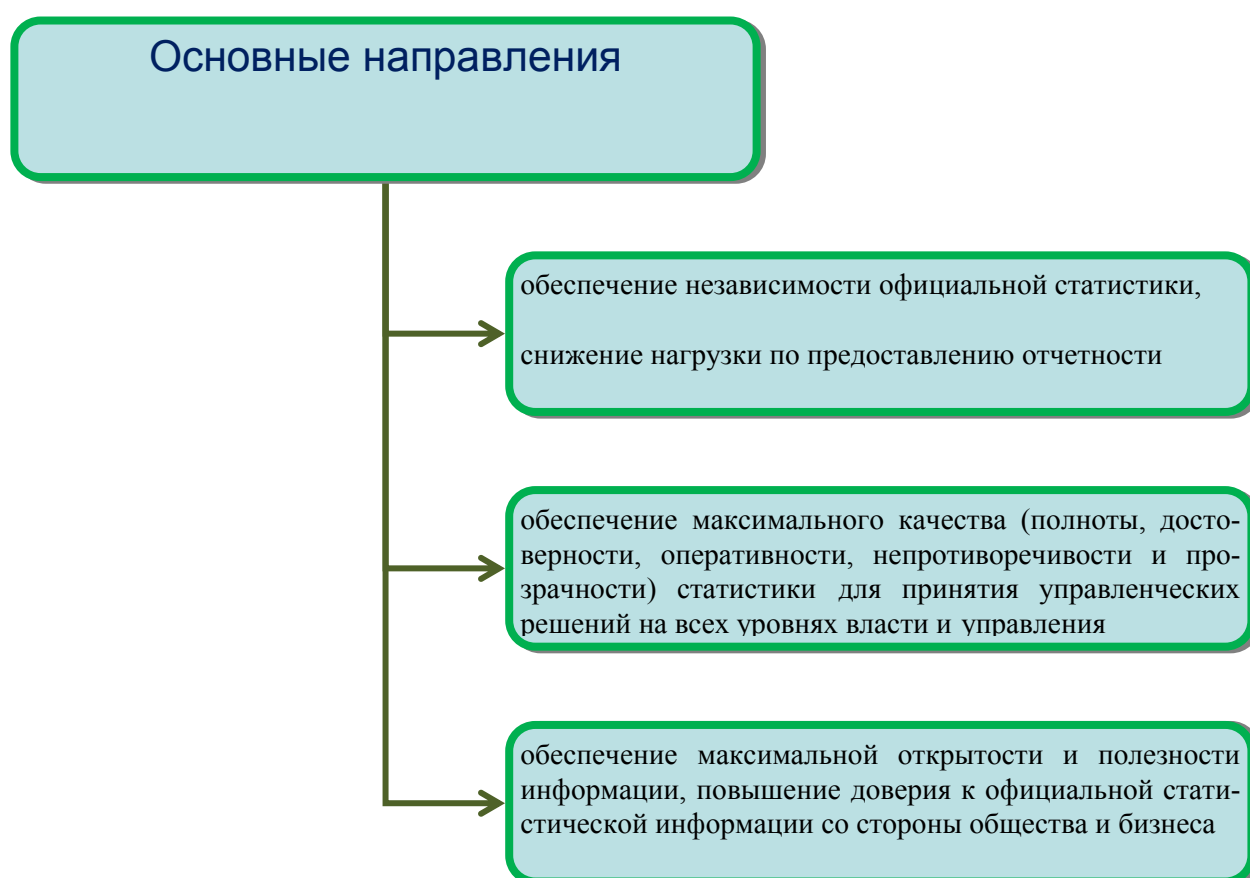 Основные направления
обеспечение независимости официальной статистики,
снижение нагрузки по предоставлению отчетности
обеспечение максимального качества (полноты, досто-
верности, оперативности, непротиворечивости и про-
зрачности) статистики для принятия управленческих
решений на всех уровнях власти и управления
обеспечение максимальной открытости и полезности
информации, повышение доверия к официальной стати-
стической информации со стороны общества и бизнеса